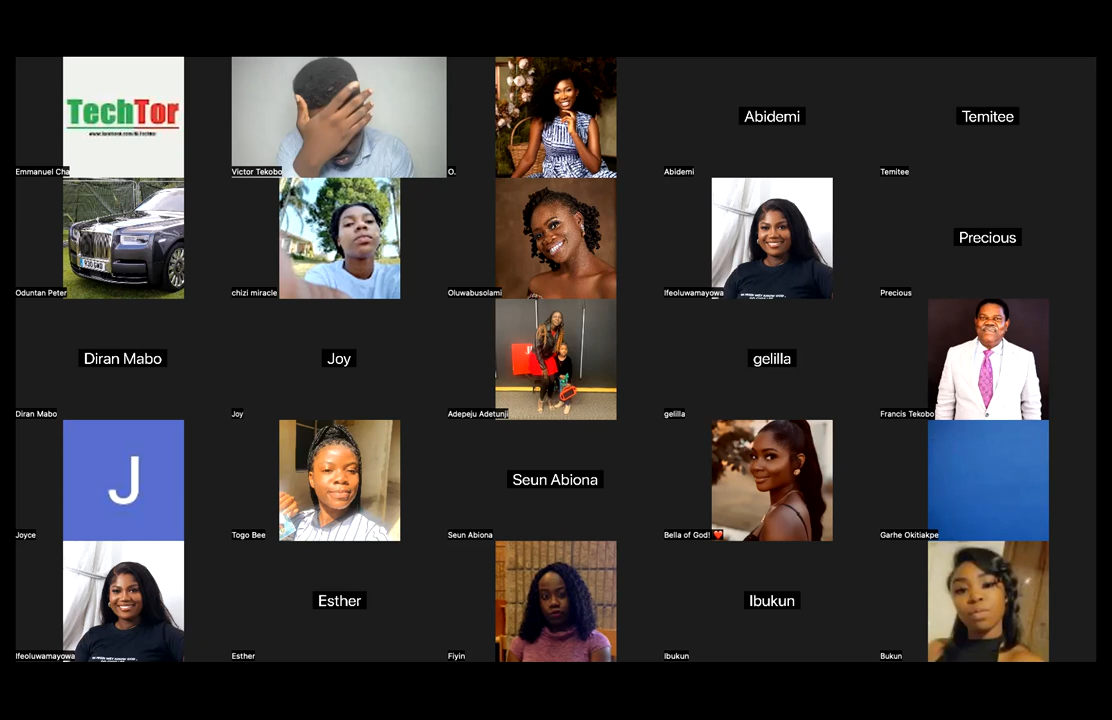 TechTor
Emmanuel Cha
Victor Tekobo
O.
Abidemi
Abidemi
Temitee
Temitee
Oduntan Peter
chizi miracle
Oluwabusolami
Ifeoluwamayowa
Precious
Precious
Diran Mabo
Diran Mabo
Joy
Joy
Adepeju Adetunji
gelilla
gelilla
Francis Tekobo
J
Joyce
Togo Bee
Seun Abiona
Seun Abiona
Bella of God! ❤️
Garhe Okitiakpe
Ifeoluwamayowa
Esther
Esther
Fiyin
Ibukun
Ibukun
Bukun